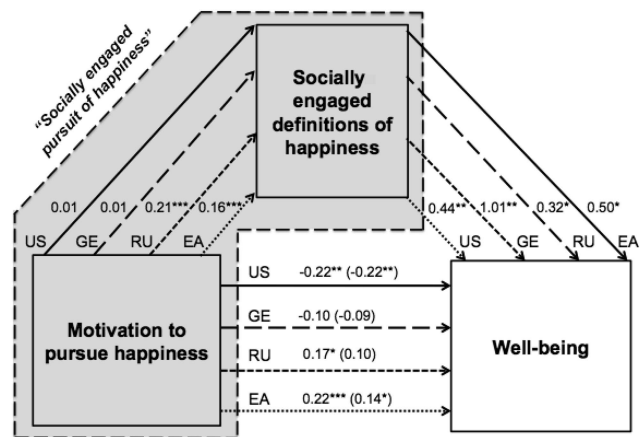 “Socially engaged
pursuit of happiness”
Socially
engaged
definitions of
happiness
0.01 0.01 0.21*** 0.16***
0.44** 1.01** 0.32* 0.50*
US GE RU EA
US GE RU EA
Motivation to
pursue happiness
US -0.22** (-0.22**)
GE -0.10 (-0.09)
RU 0.17* (0.10)
EA 0.22*** (0.14*)
Well-being